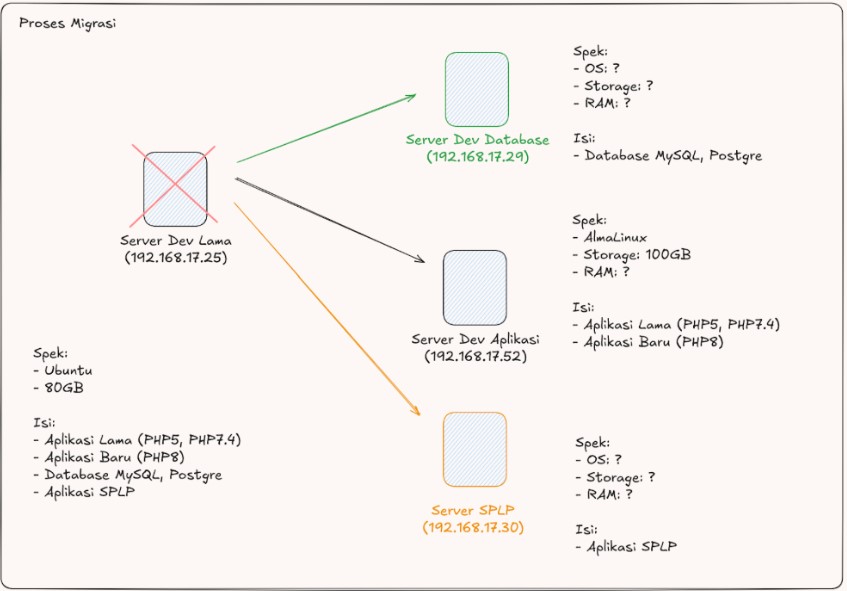 Proses Migrasi
Server Dev Lama
(192.168.17.25)
Spek:
- Ubuntu
- 80GB
Isi:
- Aplikasi Lama (PHP5, PHP7.4)
- Aplikasi Baru (PHP8)
- Database MySQL, Postgre
- Aplikasi SPLP
Server Dev Database
(192.168.17.29)
Spek:
- OS: ?
- Storage: ?
- RAM: ?
Isi:
- Database MySQL, Postgre
Server Dev Aplikasi
(192.168.17.52)
Spek:
- AlmaLinux
- Storage: 100GB
- RAM: ?
Isi:
- Aplikasi Lama (PHP5, PHP7.4)
- Aplikasi Baru (PHP8)
Server SPLP
(192.168.17.30)
Spek:
- OS: ?
- Storage: ?
- RAM: ?
Isi:
- Aplikasi SPLP